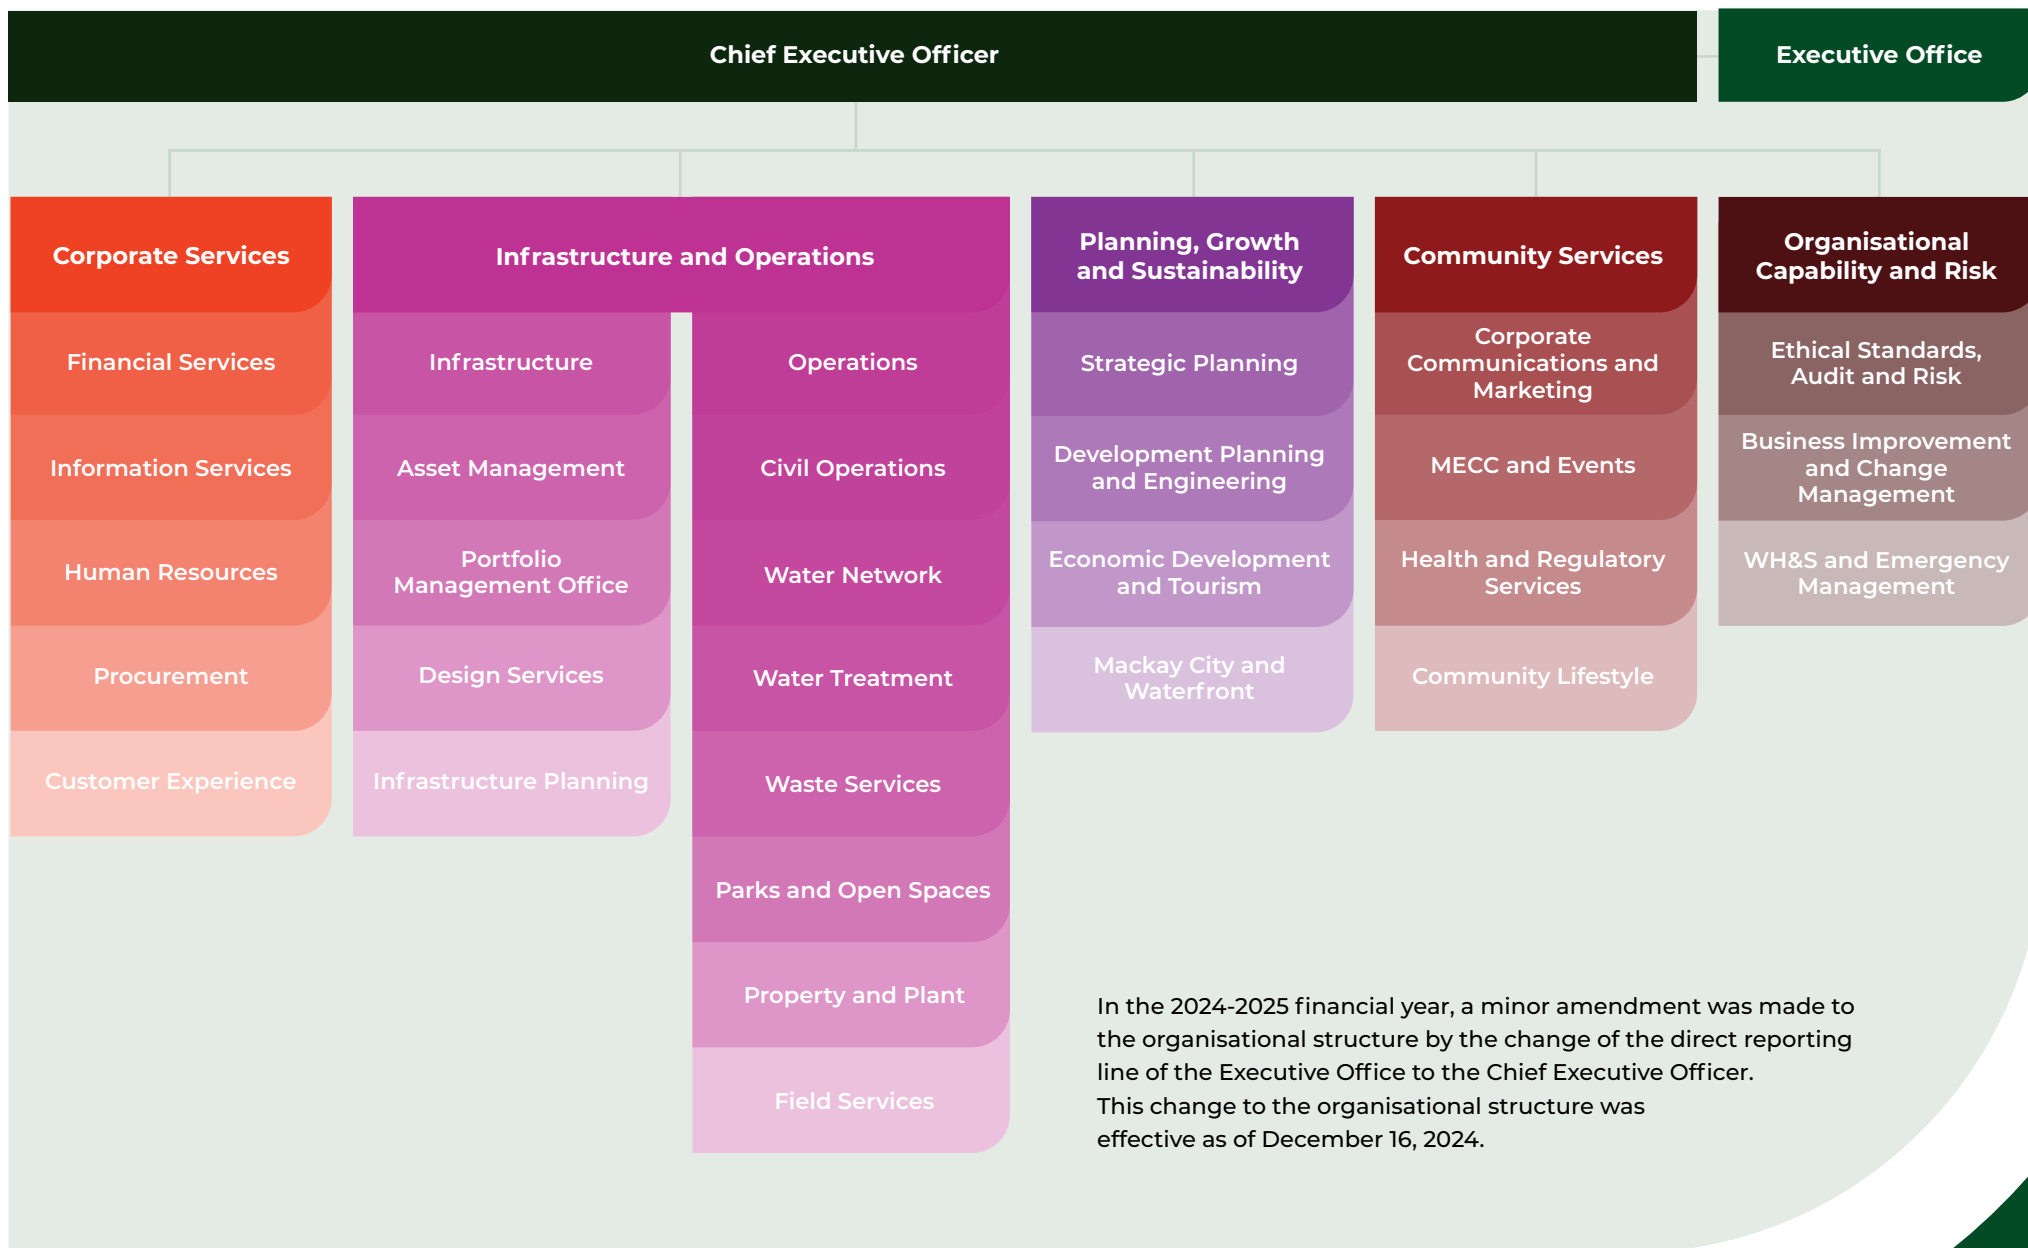 Chief Executive Officer
Executive Office
Corporate Services
Financial Services
Information Services
Human Resources
Procurement
Customer Experience
Infrastructure and Operations
Infrastructure
Asset Management
Portfolio
Management Office
Design Services
Infrastructure Planning
Operations
Civil Operations
Water Network
Water Treatment
Waste Services
Parks and Open Spaces
Property and Plant
Field Services
Planning, Growth
and Sustainability
Strategic Planning
Development Planning
and Engineering
Economic Development
and Tourism
Mackay City and
Waterfront
Community Services
Corporate
Communications and
Marketing
MECC and Events
Health and Regulatory
Services
Community Lifestyle
Organisational
Capability and Risk
Ethical Standards,
Audit and Risk
Business Improvement
and Change
Management
WH&S and Emergency
Management
In the 2024-2025 financial year, a minor amendment was made to
the organisational structure by the change of the direct reporting
line of the Executive Office to the Chief Executive Officer.
This change to the organisational structure was
effective as of December 16, 2024.